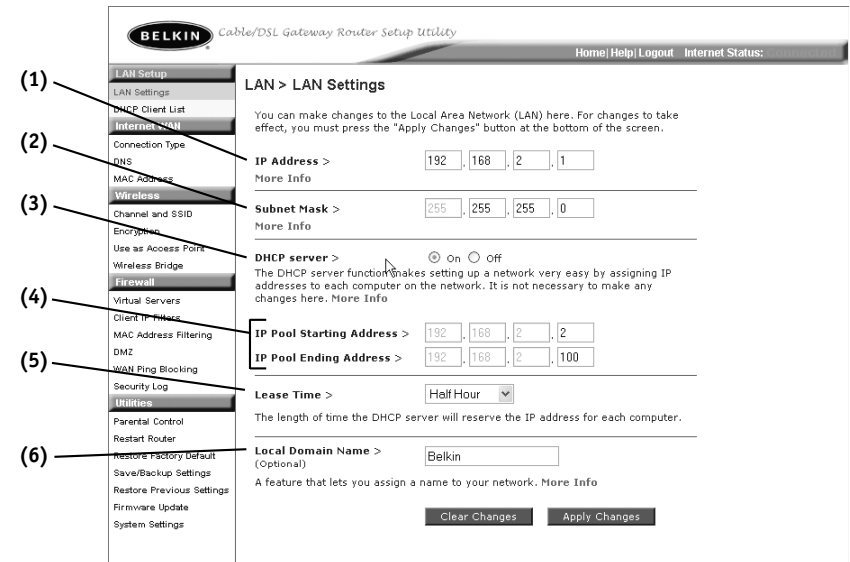 BELKIN Cable/DSL Gateway Router Setup Utility
Home| Help| Logout Internet Status: Connected
(1)
(2)
(3)
(4)
(5)
(6)
LAN Setup
LAN Settings
DHCP Client List
Internet WAN
Connection Type
DNS
MAC Address
Wireless
Channel and SSID
Encryption
Use as Access Point
Wireless Bridge
Firewall
Virtual Servers
Client IP Filters
MAC Address Filtering
DMZ
WAN Ping Blocking
Security Log
Utilities
Parental Control
Restart Router
Restore Factory Default
Save/Backup Settings
Restore Previous Settings
Firmware Update
System Settings
LAN > LAN Settings
You can make changes to the Local Area Network (LAN) here. For changes to take
effect, you must press the "Apply Changes" button at the bottom of the screen.
IP Address > 192 . 168 . 2 . 1
More Info
Subnet Mask > 255 . 255 . 255 . 0
More Info
DHCP server > On Off
The DHCP server function makes setting up a network very easy by assigning IP
addresses to each computer on the network. It is not necessary to make any
changes here. More Info
IP Pool Starting Address > 192 . 168 . 2 . 2
IP Pool Ending Address > 192 . 168 . 2 . 100
Lease Time > Half Hour
The length of time the DHCP server will reserve the IP address for each computer.
Local Domain Name > Belkin
(Optional)
A feature that lets you assign a name to your network. More Info
Clear Changes Apply Changes